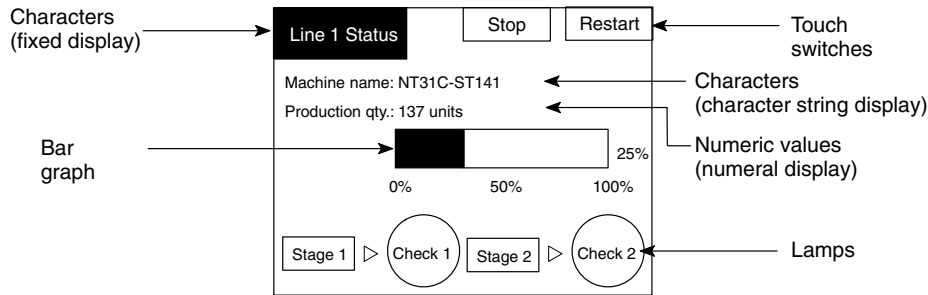 Characters
(fixed display)
Line 1 Status
Stop
Restart
Touch
switches
Machine name: NT31C-ST141
Characters
(character string display)
Production qty.: 137 units
Bar
graph
25%
Numeric values
(numeral display)
0%
50%
100%
Stage 1
Check 1
Stage 2
Check 2
Lamps